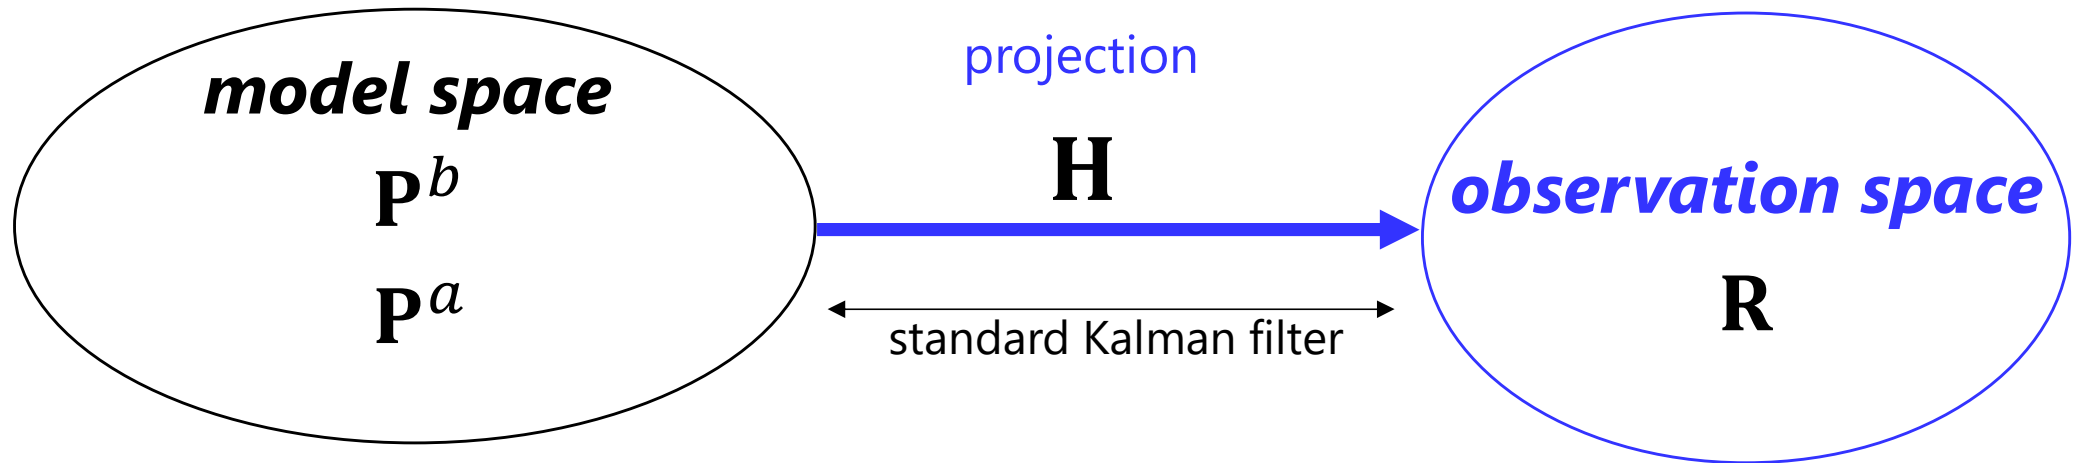 model space
P^b
P^a
projection
H
standard Kalman filter
observation space
R